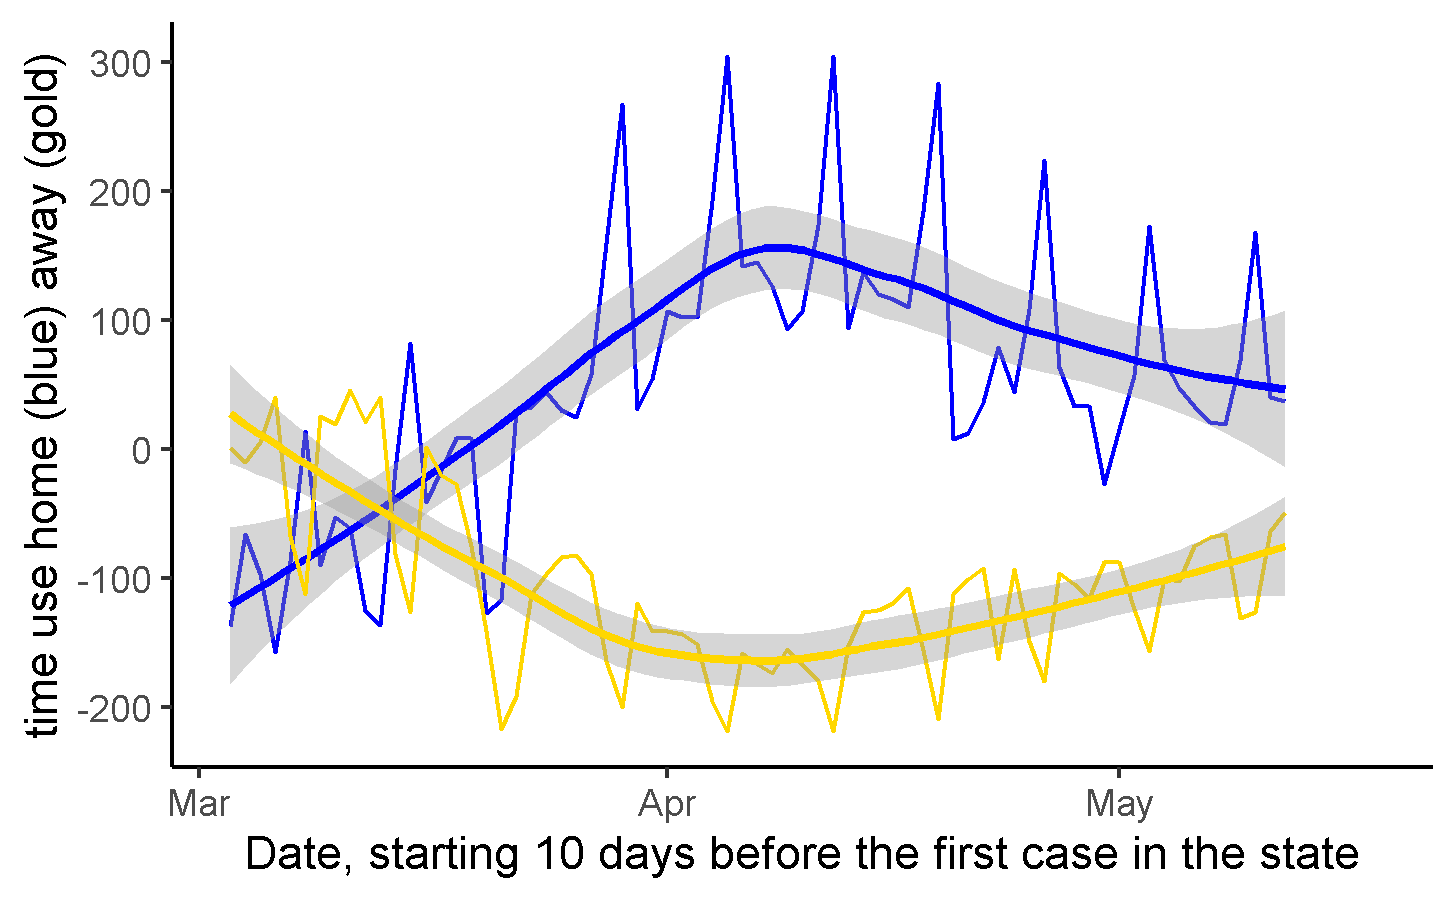 time use home (blue) away (gold)
300
200
100
0
-100
-200
Mar
Apr
May
Date, starting 10 days before the first case in the state